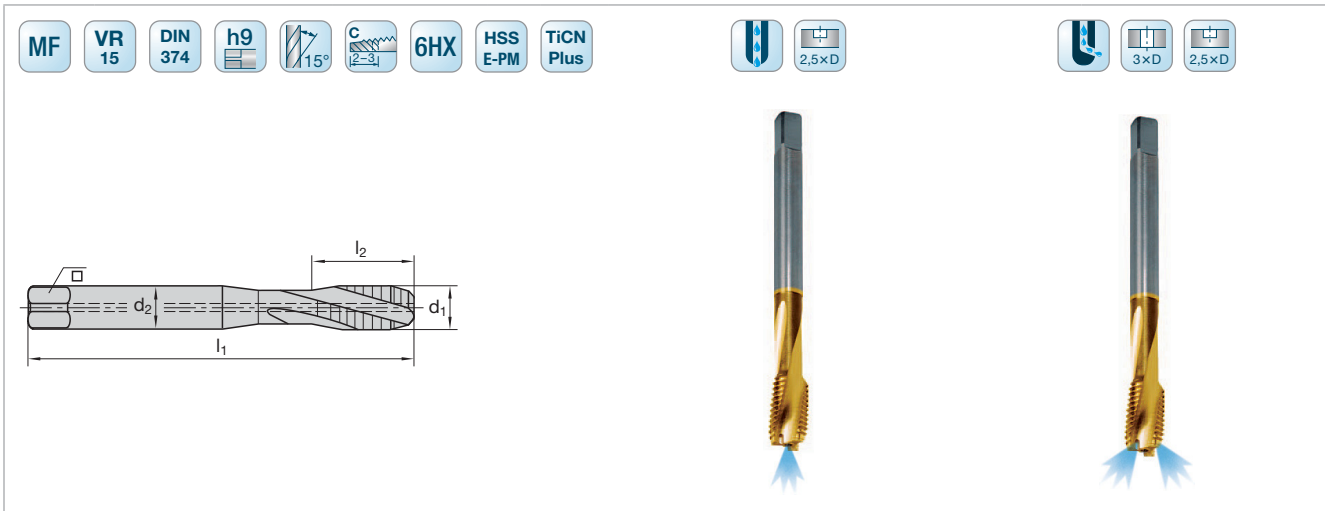 MF
VR
15
DIN
374
h9
15°
C
2–3
6HX
HSS
E-PM
TiCN
Plus
2,5×D
3×D
2,5×D
l2
d2
d1
l1